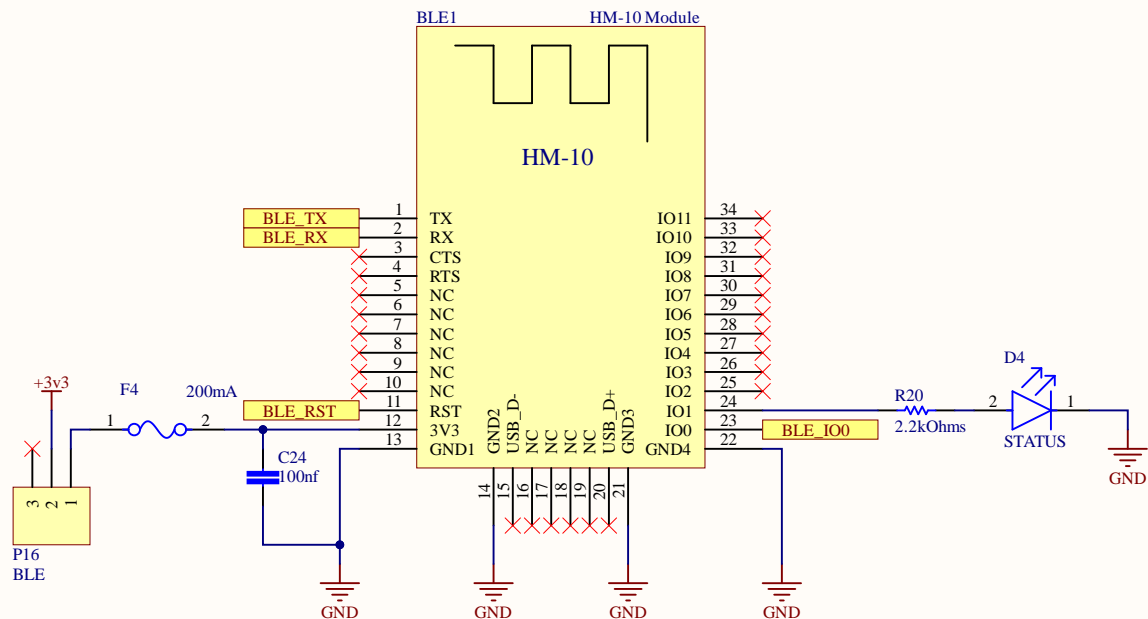 BLE1
HM-10 Module
HM-10
BLE_TX 1 TX
BLE_RX 2 RX
3 CTS
4 RTS
5 NC
6 NC
7 NC
8 NC
9 NC
10 NC
BLE_RST 11 RST
12 3V3
13 GND1
IO11 34
IO10 33
IO9 32
IO8 31
IO7 30
IO6 29
IO5 28
IO4 27
IO3 26
IO2 25
IO1 24
IO0 23 BLE_IO0
GND4 22
GND2 14
USB_D- 15
NC 16
NC 17
NC 18
NC 19
USB_D+ 20
GND3 21
+3v3
F4
200mA
1
2
C24
100nf
3
2
1
P16
BLE
R20
2.2kOhms
D4
2
1
STATUS
GND
GND
GND
GND
GND